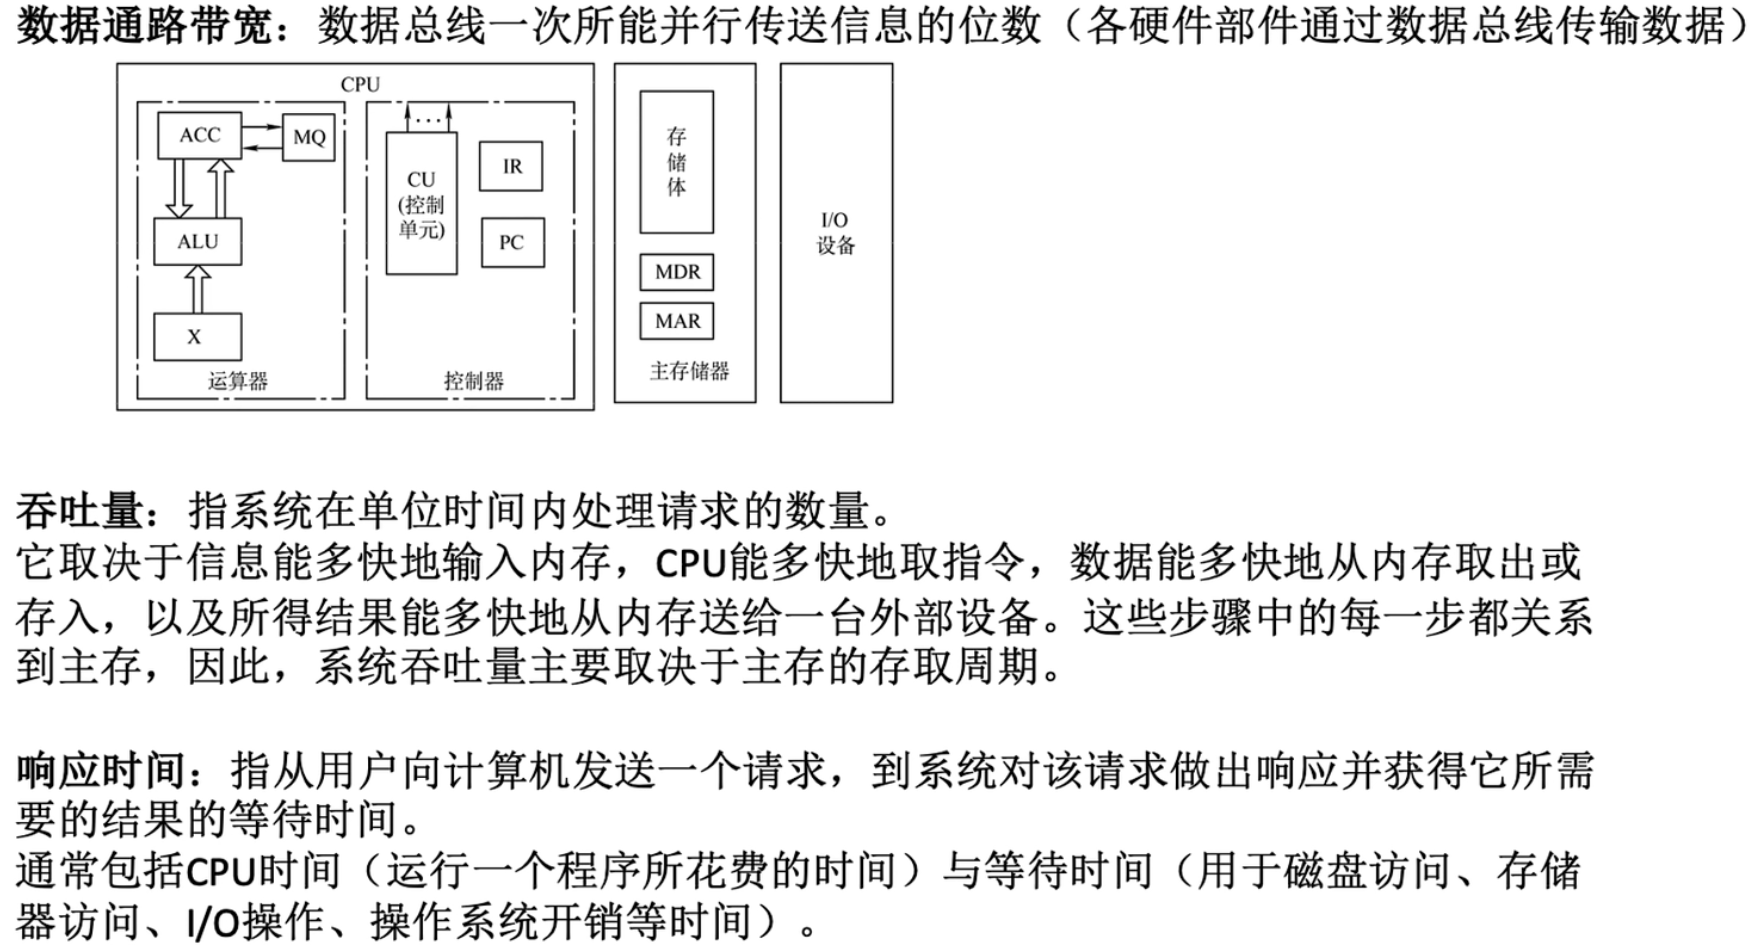 数据通路带宽：数据总线一次所能并行传送信息的位数（各硬件部件通过数据总线传输数据）
CPU
ACC
MQ
ALU
X
运算器
...
CU
(控制
单元)
IR
PC
控制器
存
储
体
MDR
MAR
主存储器
I/O
设备
吞吐量：指系统在单位时间内处理请求的数量。
它取决于信息能多快地输入内存，CPU能多快地取指令，数据能多快地从内存取出或
存入，以及所得结果能多快地从内存送给一台外部设备。这些步骤中的每一步都关系
到主存，因此，系统吞吐量主要取决于主存的存取周期。
响应时间：指从用户向计算机发送一个请求，到系统对该请求做出响应并获得它所需
要的结果的等待时间。
通常包括CPU时间（运行一个程序所花费的时间）与等待时间（用于磁盘访问、存储
器访问、I/O操作、操作系统开销等时间）。